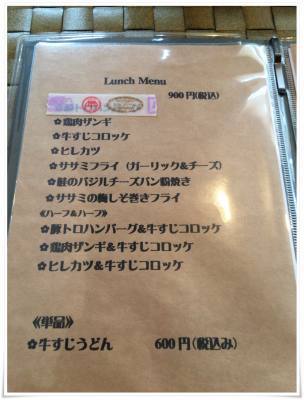 Lunch Menu
900円(税込)
✿鶏肉ザンギ
✿牛すじコロッケ
✿ヒレカツ
✿ササミフライ (ガーリック&チーズ)
✿鮭のバジルチーズパン粉焼き
✿ササミの梅しそ巻きフライ
《ハーフ&ハーフ》
✿豚トロハンバーグ&牛すじコロッケ
✿鶏肉ザンギ&牛すじコロッケ
✿ヒレカツ&牛すじコロッケ
《単品》
✿牛すじうどん 600円(税込み)